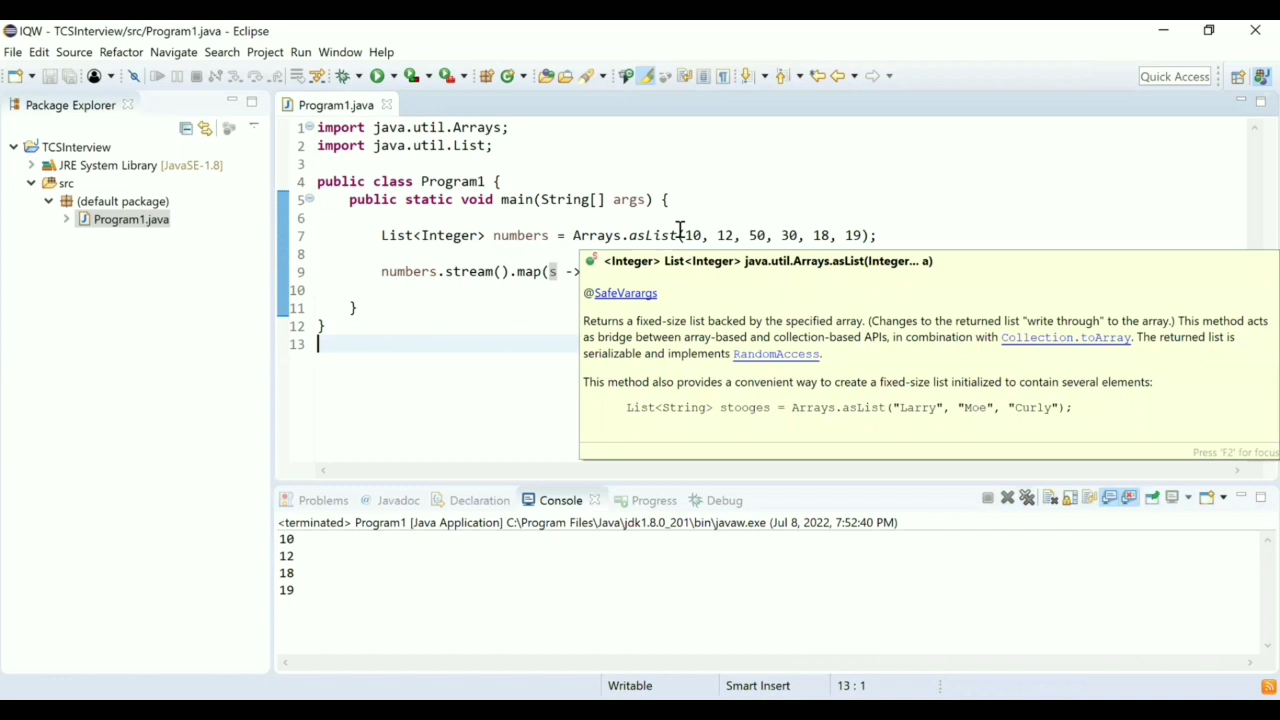 IQW - TCSInterview/src/Program1.java - Eclipse
File Edit Source Refactor Navigate Search Project Run Window Help
Quick Access
Package Explorer
TCSInterview
JRE System Library [JavaSE-1.8]
src
(default package)
Program1.java
Program1.java
1 import java.util.Arrays;
2 import java.util.List;
3
4 public class Program1 {
5 public static void main(String[] args) {
6
7 List<Integer> numbers = Arrays.asList(10, 12, 50, 30, 18, 19);
8
9 numbers.stream().map(s ->
10
11 }
12 }
13
<Integer> List<Integer> java.util.Arrays.asList(Integer... a)
@SafeVarargs
Returns a fixed-size list backed by the specified array. (Changes to the returned list "write through" to the array.) This method acts
as bridge between array-based and collection-based APIs, in combination with Collection.toArray. The returned list is
serializable and implements RandomAccess.
This method also provides a convenient way to create a fixed-size list initialized to contain several elements:
List<String> stooges = Arrays.asList("Larry", "Moe", "Curly");
Press 'F2' for focus
Problems @ Javadoc Declaration Console Progress Debug
<terminated> Program1 [Java Application] C:\Program Files\Java\jdk1.8.0_201\bin\javaw.exe (Jul 8, 2022, 7:52:40 PM)
10
12
18
19
Writable Smart Insert 13 : 1